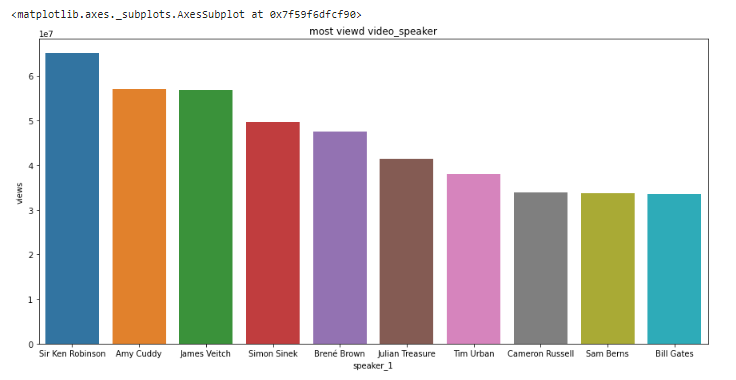 <matplotlib.axes._subplots.AxesSubplot at 0x7f59f6dfcf90>
most viewd video_speaker
1e7
6
5
4
3
2
1
0
views
Sir Ken Robinson Amy Cuddy James Veitch Simon Sinek Brené Brown Julian Treasure Tim Urban Cameron Russell Sam Berns Bill Gates
speaker_1